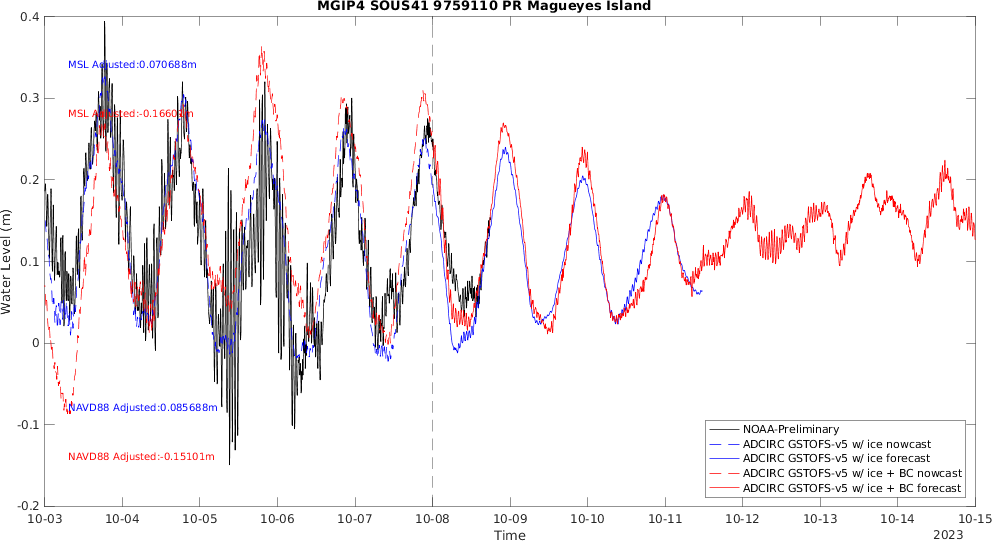 MGIP4 SOUS41 9759110 PR Magueyes Island
0.4
0.3
0.2
0.1
0
-0.1
-0.2
Water Level (m)
MSL Adjusted:0.070688m
NAVD88 Adjusted:0.085688m
NAVD88 Adjusted:-0.15101m
NOAA-Preliminary
ADCIRC GSTOFS-v5 w/ ice nowcast
ADCIRC GSTOFS-v5 w/ ice forecast
ADCIRC GSTOFS-v5 w/ ice + BC nowcast
ADCIRC GSTOFS-v5 w/ ice + BC forecast
10-03 10-04 10-05 10-06 10-07 10-08 10-09 10-10 10-11 10-12 10-13 10-14 10-15
Time
2023